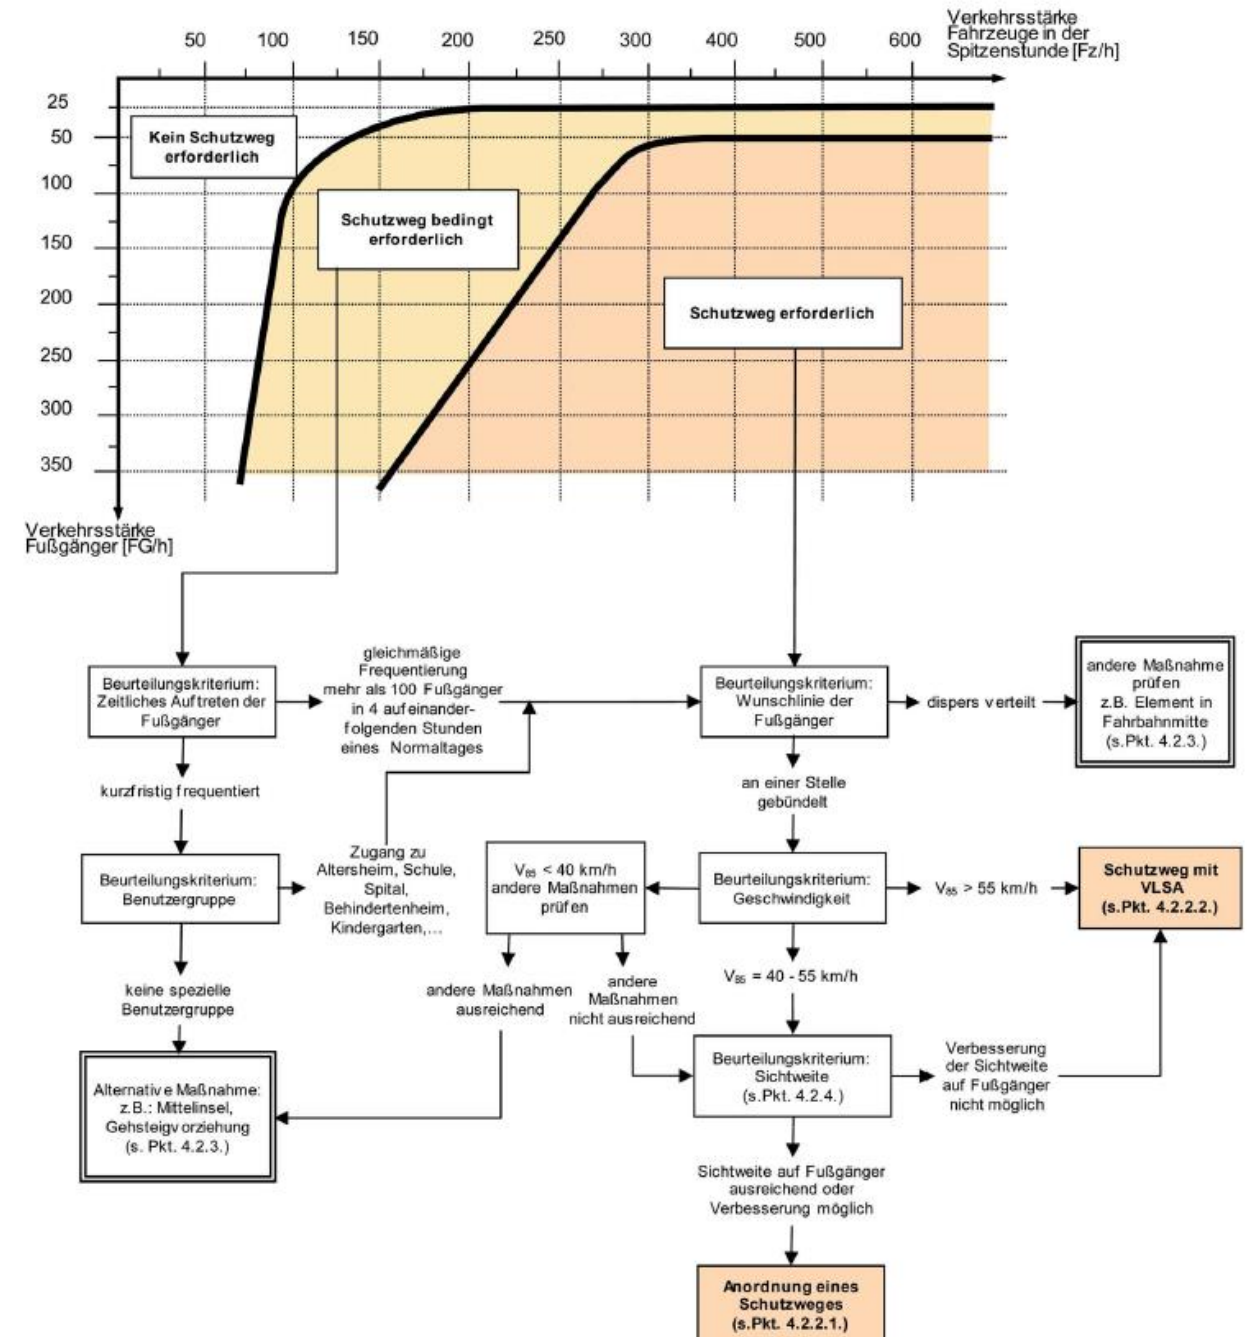 Verkehrsstärke
Fahrzeuge in der
Spitzenstunde [Fz/h]
50 100 150 200 250 300 400 500 600
25
50
100
150
200
250
300
350
Kein Schutzweg
erforderlich
Schutzweg bedingt
erforderlich
Schutzweg erforderlich
Verkehrsstärke
Fußgänger [FG/h]
Beurteilungskriterium:
Zeitliches Auftreten der
Fußgänger
gleichmäßige
Frequentierung
mehr als 100 Fußgänger
in 4 aufeinander-
folgenden Stunden
eines Normaltages
Beurteilungskriterium:
Wunschlinie der
Fußgänger
dispers verteilt
andere Maßnahme
prüfen
z.B. Element in
Fahrbahnmitte
(s.Pkt. 4.2.3.)
kurzfristig frequentiert
an einer Stelle
gebündelt
Beurteilungskriterium:
Benutzergruppe
Zugang zu
Altersheim, Schule,
Spital,
Behindertenheim,
Kindergarten,...
V85 < 40 km/h
andere Maßnahmen
prüfen
Beurteilungskriterium:
Geschwindigkeit
V85 > 55 km/h
Schutzweg mit
VLSA
(s.Pkt. 4.2.2.2.)
keine spezielle
Benutzergruppe
andere Maßnahmen
ausreichend
andere
Maßnahmen
nicht ausreichend
V85 = 40 - 55 km/h
Alternative Maßnahme:
z.B.: Mittelinsel,
Gehsteigvorziehung
(s. Pkt. 4.2.3.)
Beurteilungskriterium:
Sichtweite
(s.Pkt. 4.2.4.)
Verbesserung
der Sichtweite
auf Fußgänger
nicht möglich
Sichtweite auf Fußgänger
ausreichend oder
Verbesserung möglich
Anordnung eines
Schutzweges
(s.Pkt. 4.2.2.1.)